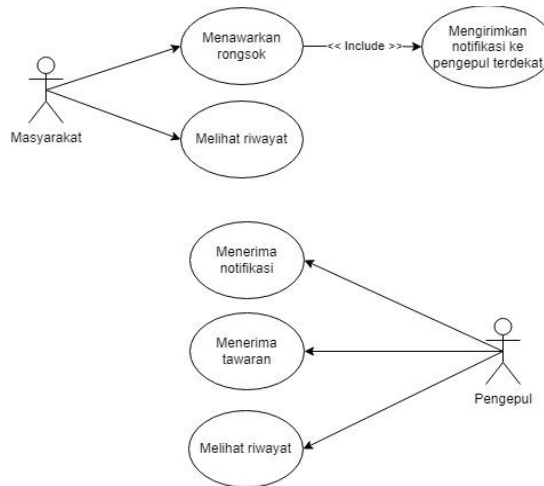 Menawarkan
rongsok
<< Include >>
Mengirimkan
notifikasi ke
pengepul terdekat
Masyarakat
Melihat riwayat
Menerima
notifikasi
Menerima
tawaran
Pengepul
Melihat riwayat